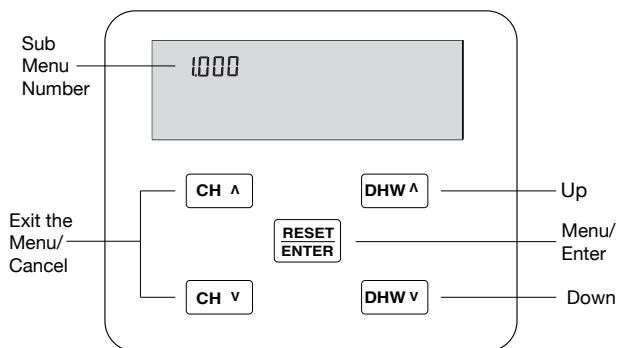 Sub
Menu
Number
1.000
CH ∧
DHW ∧
Up
RESET
ENTER
Exit the
Menu/
Cancel
Menu/
Enter
CH ∨
DHW ∨
Down